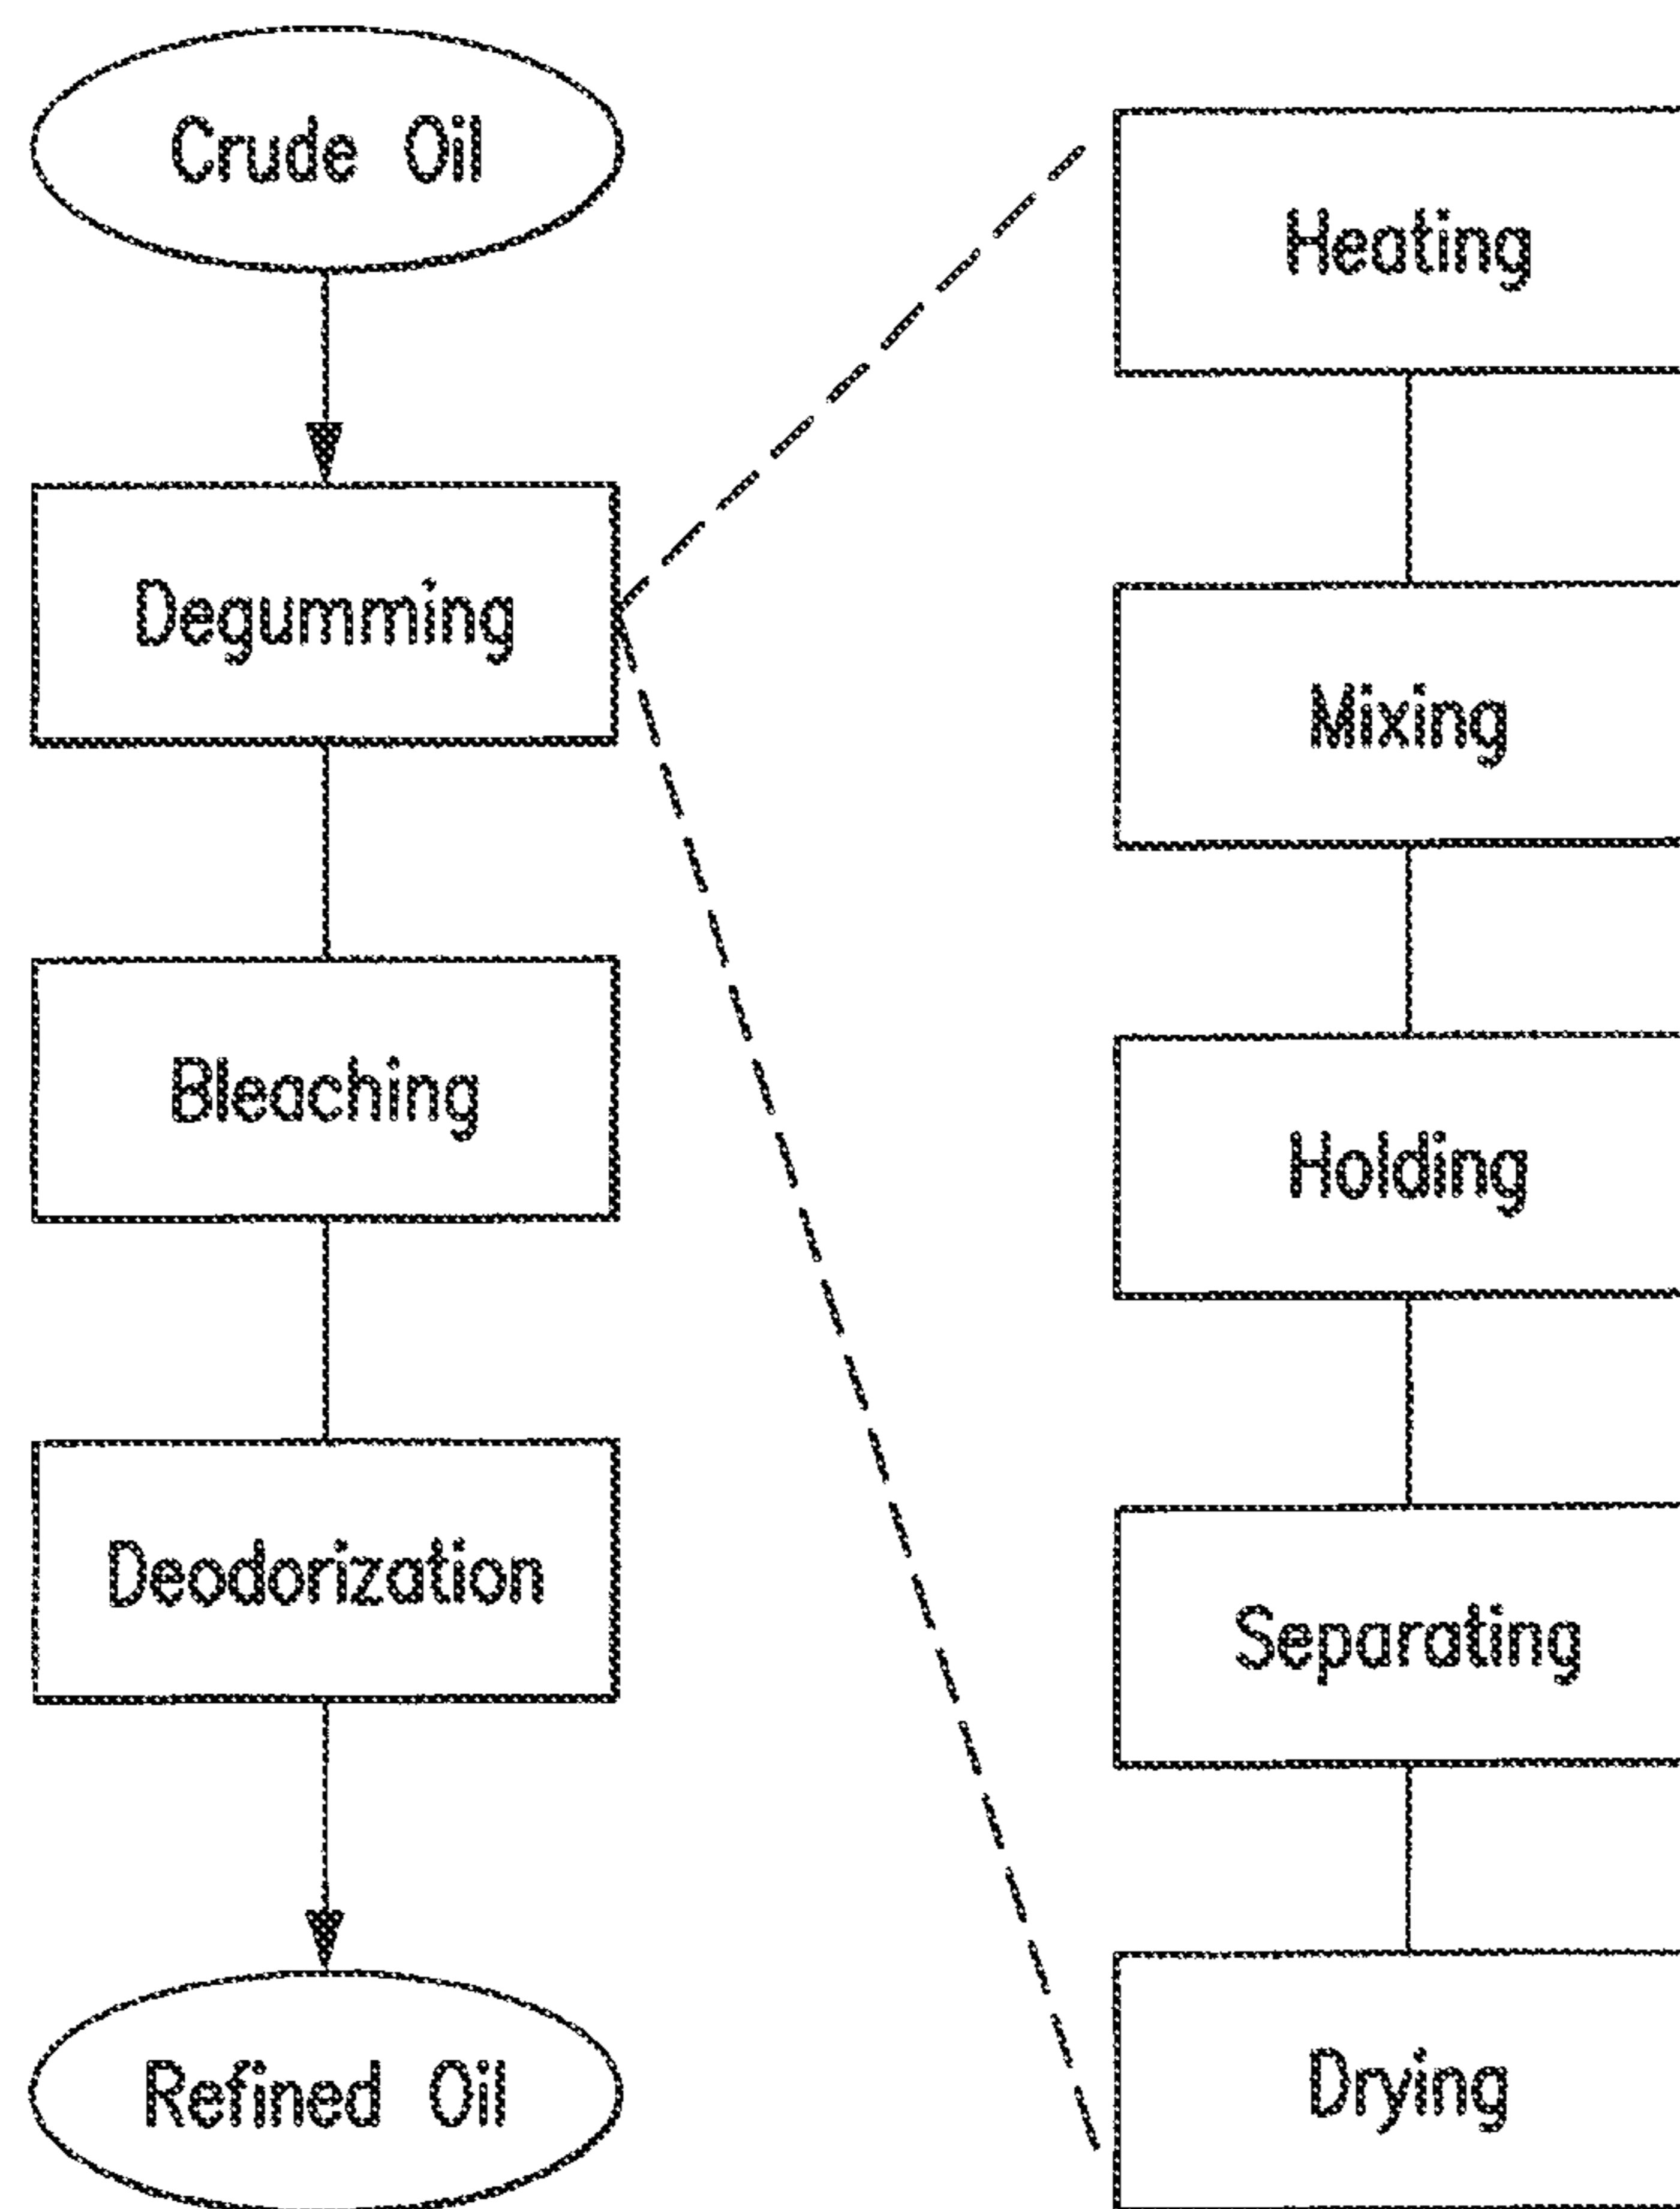 Crude Oil
Degumming
Bleaching
Deodorization
Refined Oil
Heating
Mixing
Holding
Separating
Drying